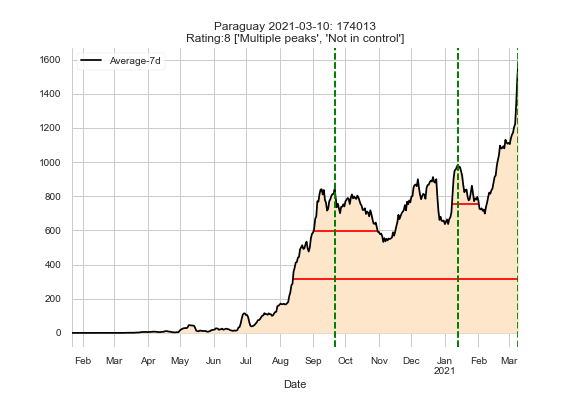 Paraguay 2021-03-10: 174013
Rating:8 ['Multiple peaks', 'Not in control']
Average-7d
1600
1400
1200
1000
800
600
400
200
0
Feb Mar Apr May Jun Jul Aug Sep Oct Nov Dec Jan Feb Mar
2021
Date